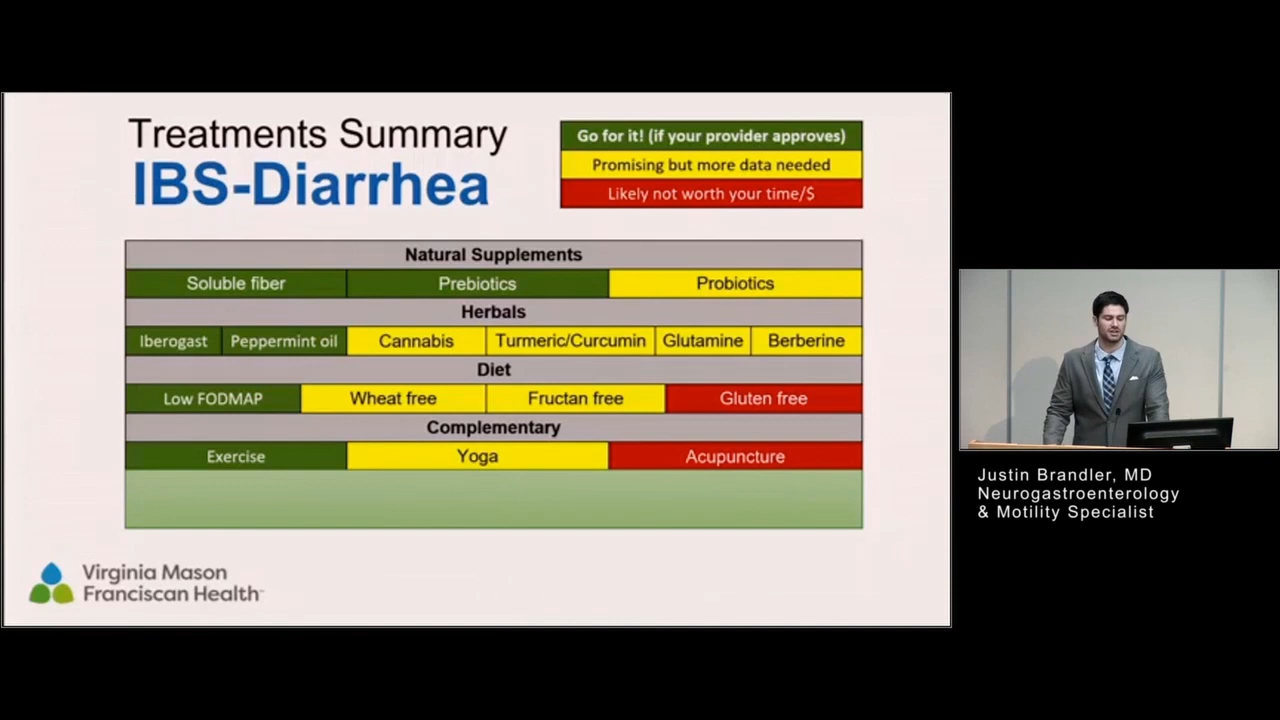 Treatments Summary
IBS-Diarrhea
Go for it! (if your provider approves)
Promising but more data needed
Likely not worth your time/$
Natural Supplements
Soluble fiber Prebiotics Probiotics
Herbals
Iberogast Peppermint oil Cannabis Turmeric/Curcumin Glutamine Berberine
Diet
Low FODMAP Wheat free Fructan free Gluten free
Complementary
Exercise Yoga Acupuncture
Virginia Mason
Franciscan Health
Justin Brandler, MD
Neurogastroenterology
& Motility Specialist